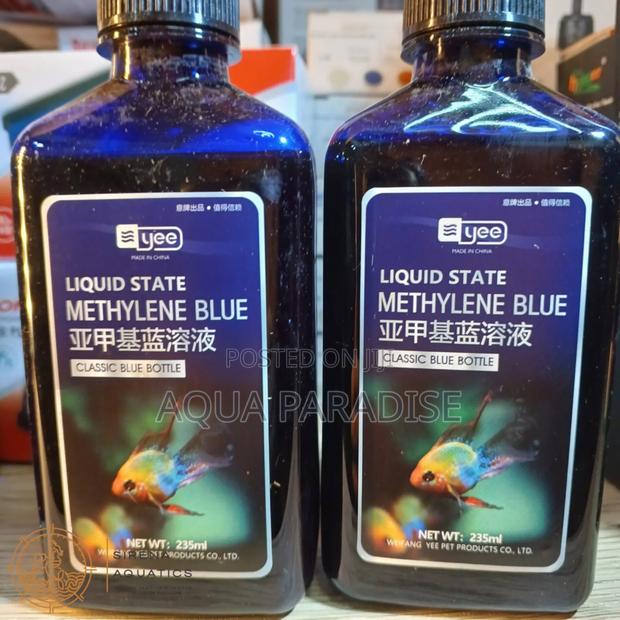 意牌出品 • 值得信赖
yee
MADE IN CHINA
LIQUID STATE
METHYLENE BLUE
亚甲基蓝溶液
CLASSIC BLUE BOTTLE
NET WT: 235ml
WEIFANG YEE PET PRODUCTS CO., LTD.
意牌出品 • 值得信赖
yee
MADE IN CHINA
LIQUID STATE
METHYLENE BLUE
亚甲基蓝溶液
CLASSIC BLUE BOTTLE
NET WT: 235ml
WEIFANG YEE PET PRODUCTS CO., LTD.
POSTED ON JIJI
AQUA PARADISE
AQUATICS